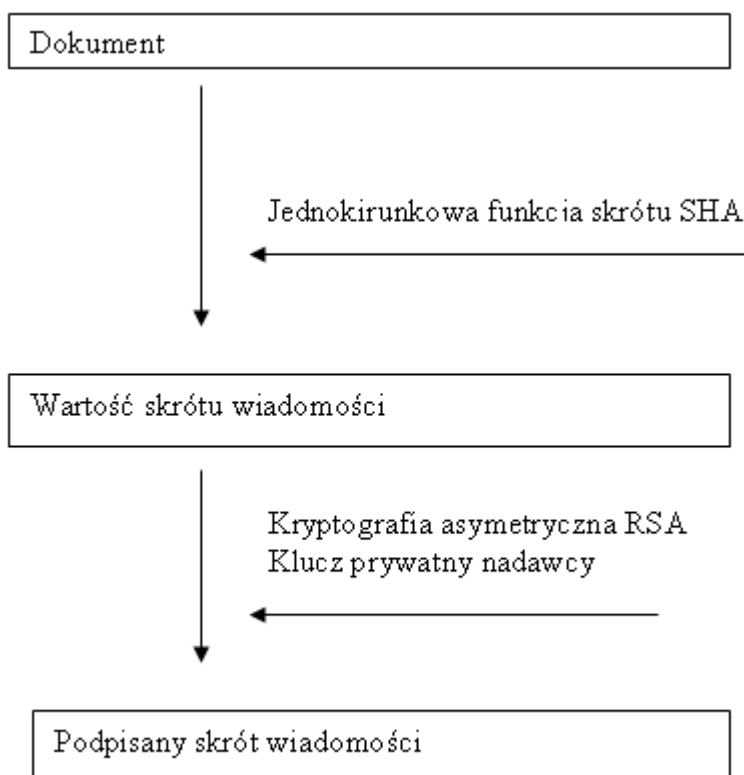 Dokument
Jednokirunkowa funkcia skrótu SHA
Wartość skrótu wiadomości
Kryptografia asymetryczna RSA
Klucz prywatny nadawcy
Podpisany skrót wiadomości